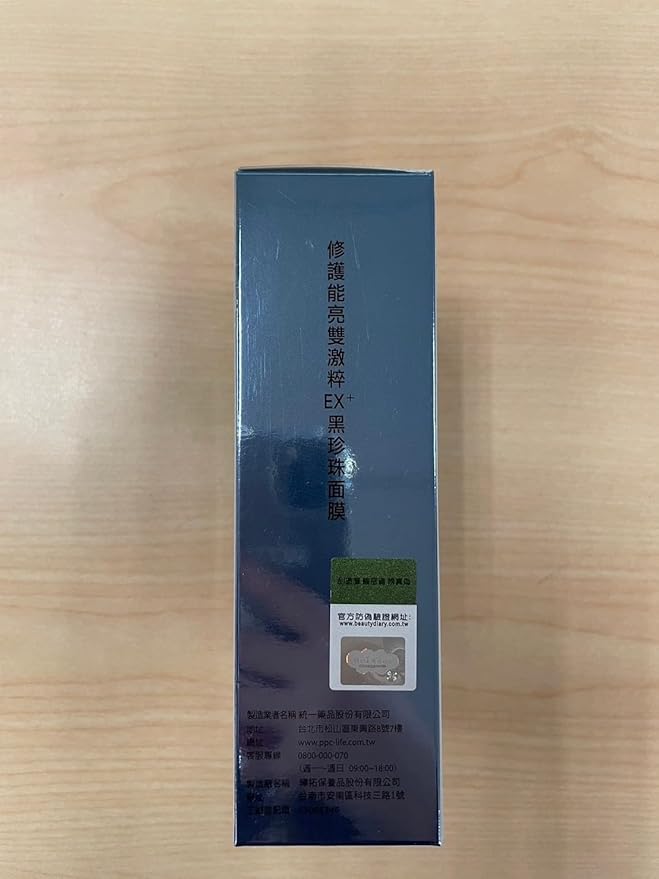 修護能亮雙激粹EX+黑珍珠面膜
官方防偽驗證網址:
www.beautydiary.com.tw
製造業者名稱 統一藥品股份有限公司
地址 台北市松山區東興路8號7樓
網址 www.ppc-life.com.tw
客服專線 0800-000-070
(週一~週日 09:00~18:00)
製造廠名稱 婦拓保養品股份有限公司
台南市安南區科技三路1號